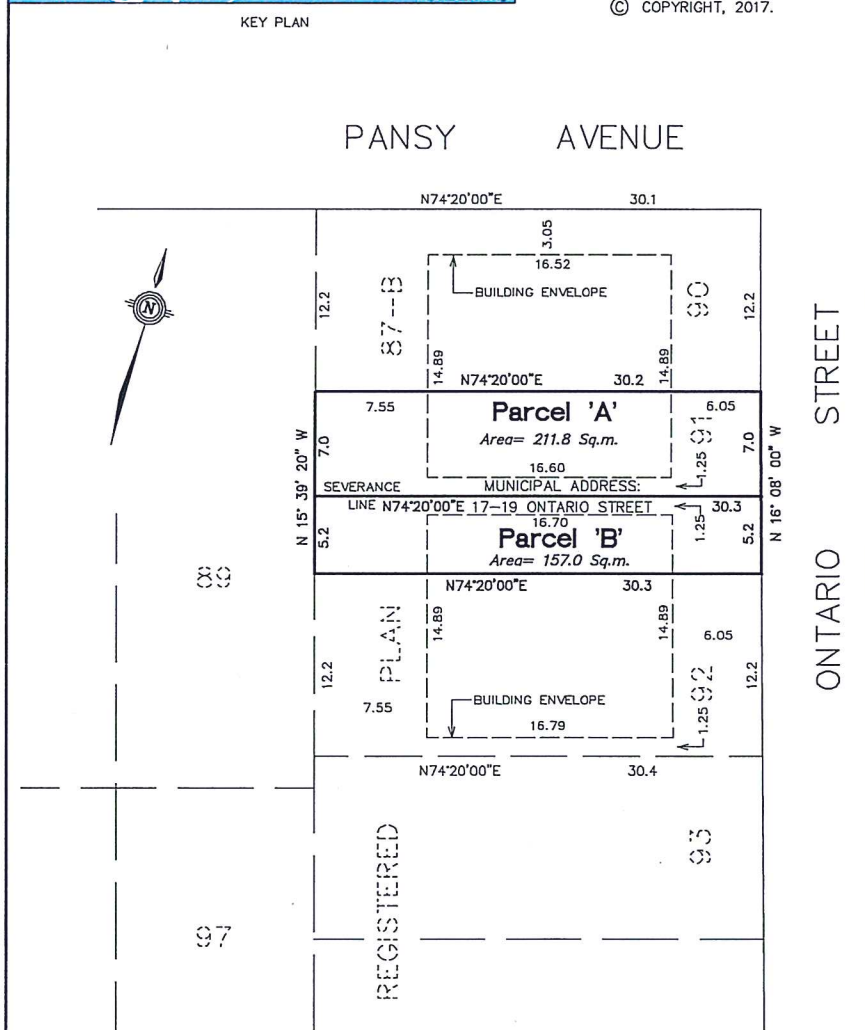 KEY PLAN
© COPYRIGHT, 2017.
PANSY AVENUE
N74°20'00"E 30.1
3.05
16.52
BUILDING ENVELOPE
87--B
90
12.2
12.2
14.89
14.89
N
STREET
N74°20'00"E 30.2
7.55
Parcel 'A'
6.05
Area= 211.8 Sq.m.
91
7.0
7.0
N 15° 39' 20" W
N 16° 08' 00" W
16.60
1.25
SEVERANCE
MUNICIPAL ADDRESS:
LINE N74°20'00"E 17-19 ONTARIO STREET
30.3
16.70
1.25
5.2
Parcel 'B'
5.2
Area= 157.0 Sq.m.
89
N74°20'00"E 30.3
PLAN
14.89
14.89
6.05
ONTARIO
12.2
92
12.2
7.55
BUILDING ENVELOPE
16.79
1.25
N74°20'00"E 30.4
REGISTERED
93
97